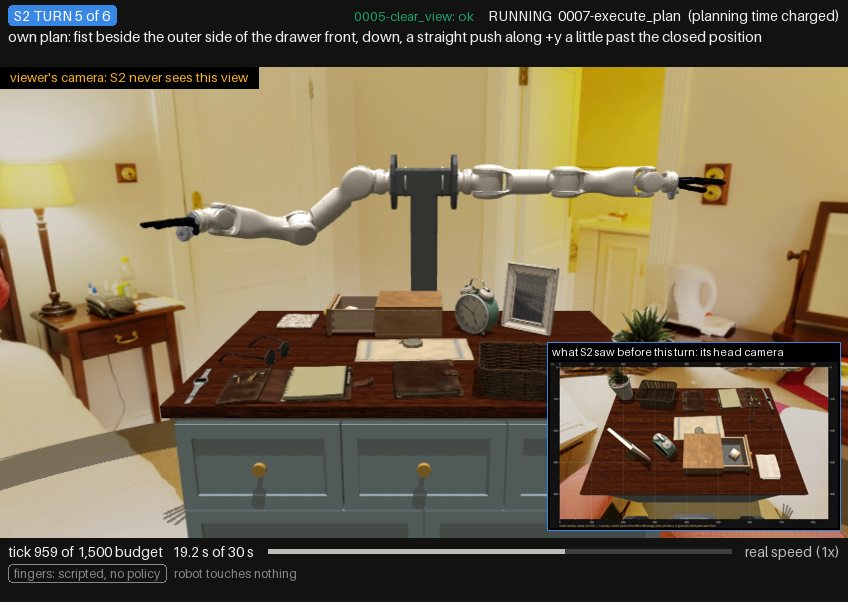 S2 TURN 5 of 6
0005-clear_view: ok RUNNING 0007-execute_plan (planning time charged)
own plan: fist beside the outer side of the drawer front, down, a straight push along +y a little past the closed position
viewer's camera: S2 never sees this view
what S2 saw before this turn: its head camera
tick 959 of 1,500 budget 19.2 s of 30 s
real speed (1x)
fingers: scripted, no policy robot touches nothing